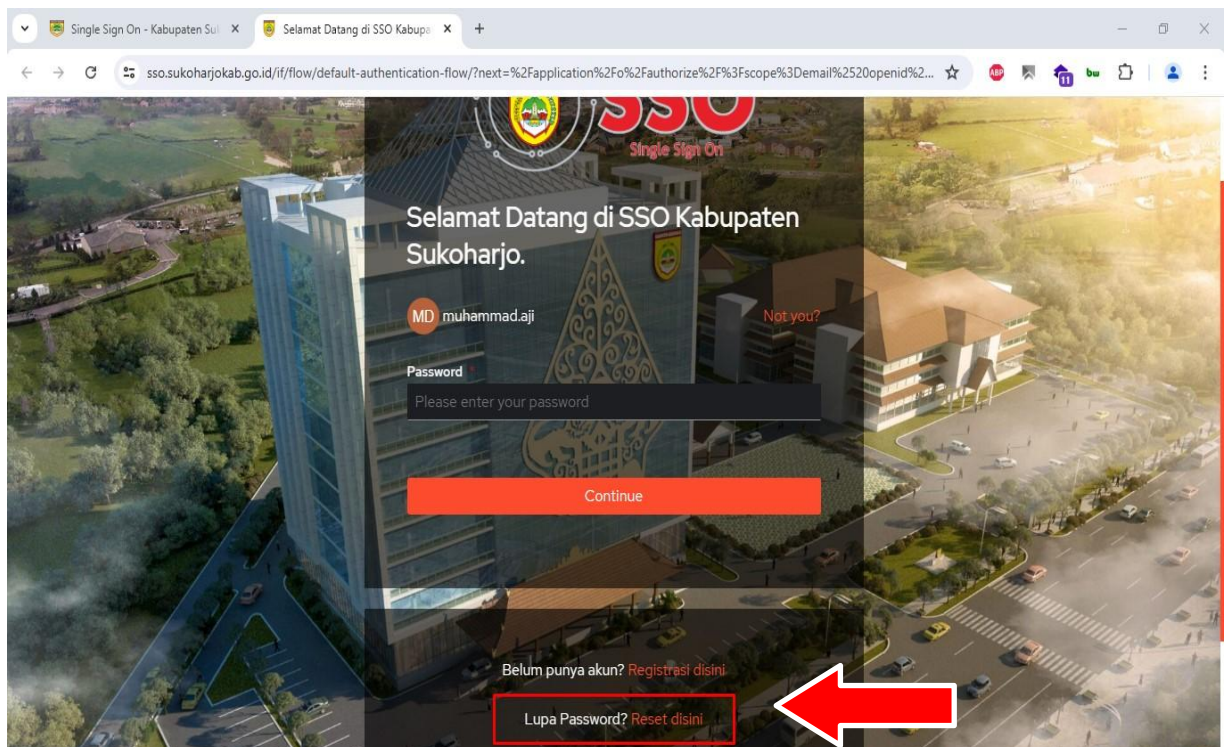 Single Sign On - Kabupaten Su
Selamat Datang di SSO Kabupa
sso.sukoharjokab.go.id/if/flow/default-authentication-flow/?next=%2Fapplication%2Fo%2Fauthorize%2F%3Fscope%3Demail%2520openid%2...
ABP
11
bw
SSO
Single Sign On
Selamat Datang di SSO Kabupaten
Sukoharjo.
MD muhammad.aji
Not you?
Password *
Please enter your password
Continue
Belum punya akun? Registrasi disini
Lupa Password? Reset disini